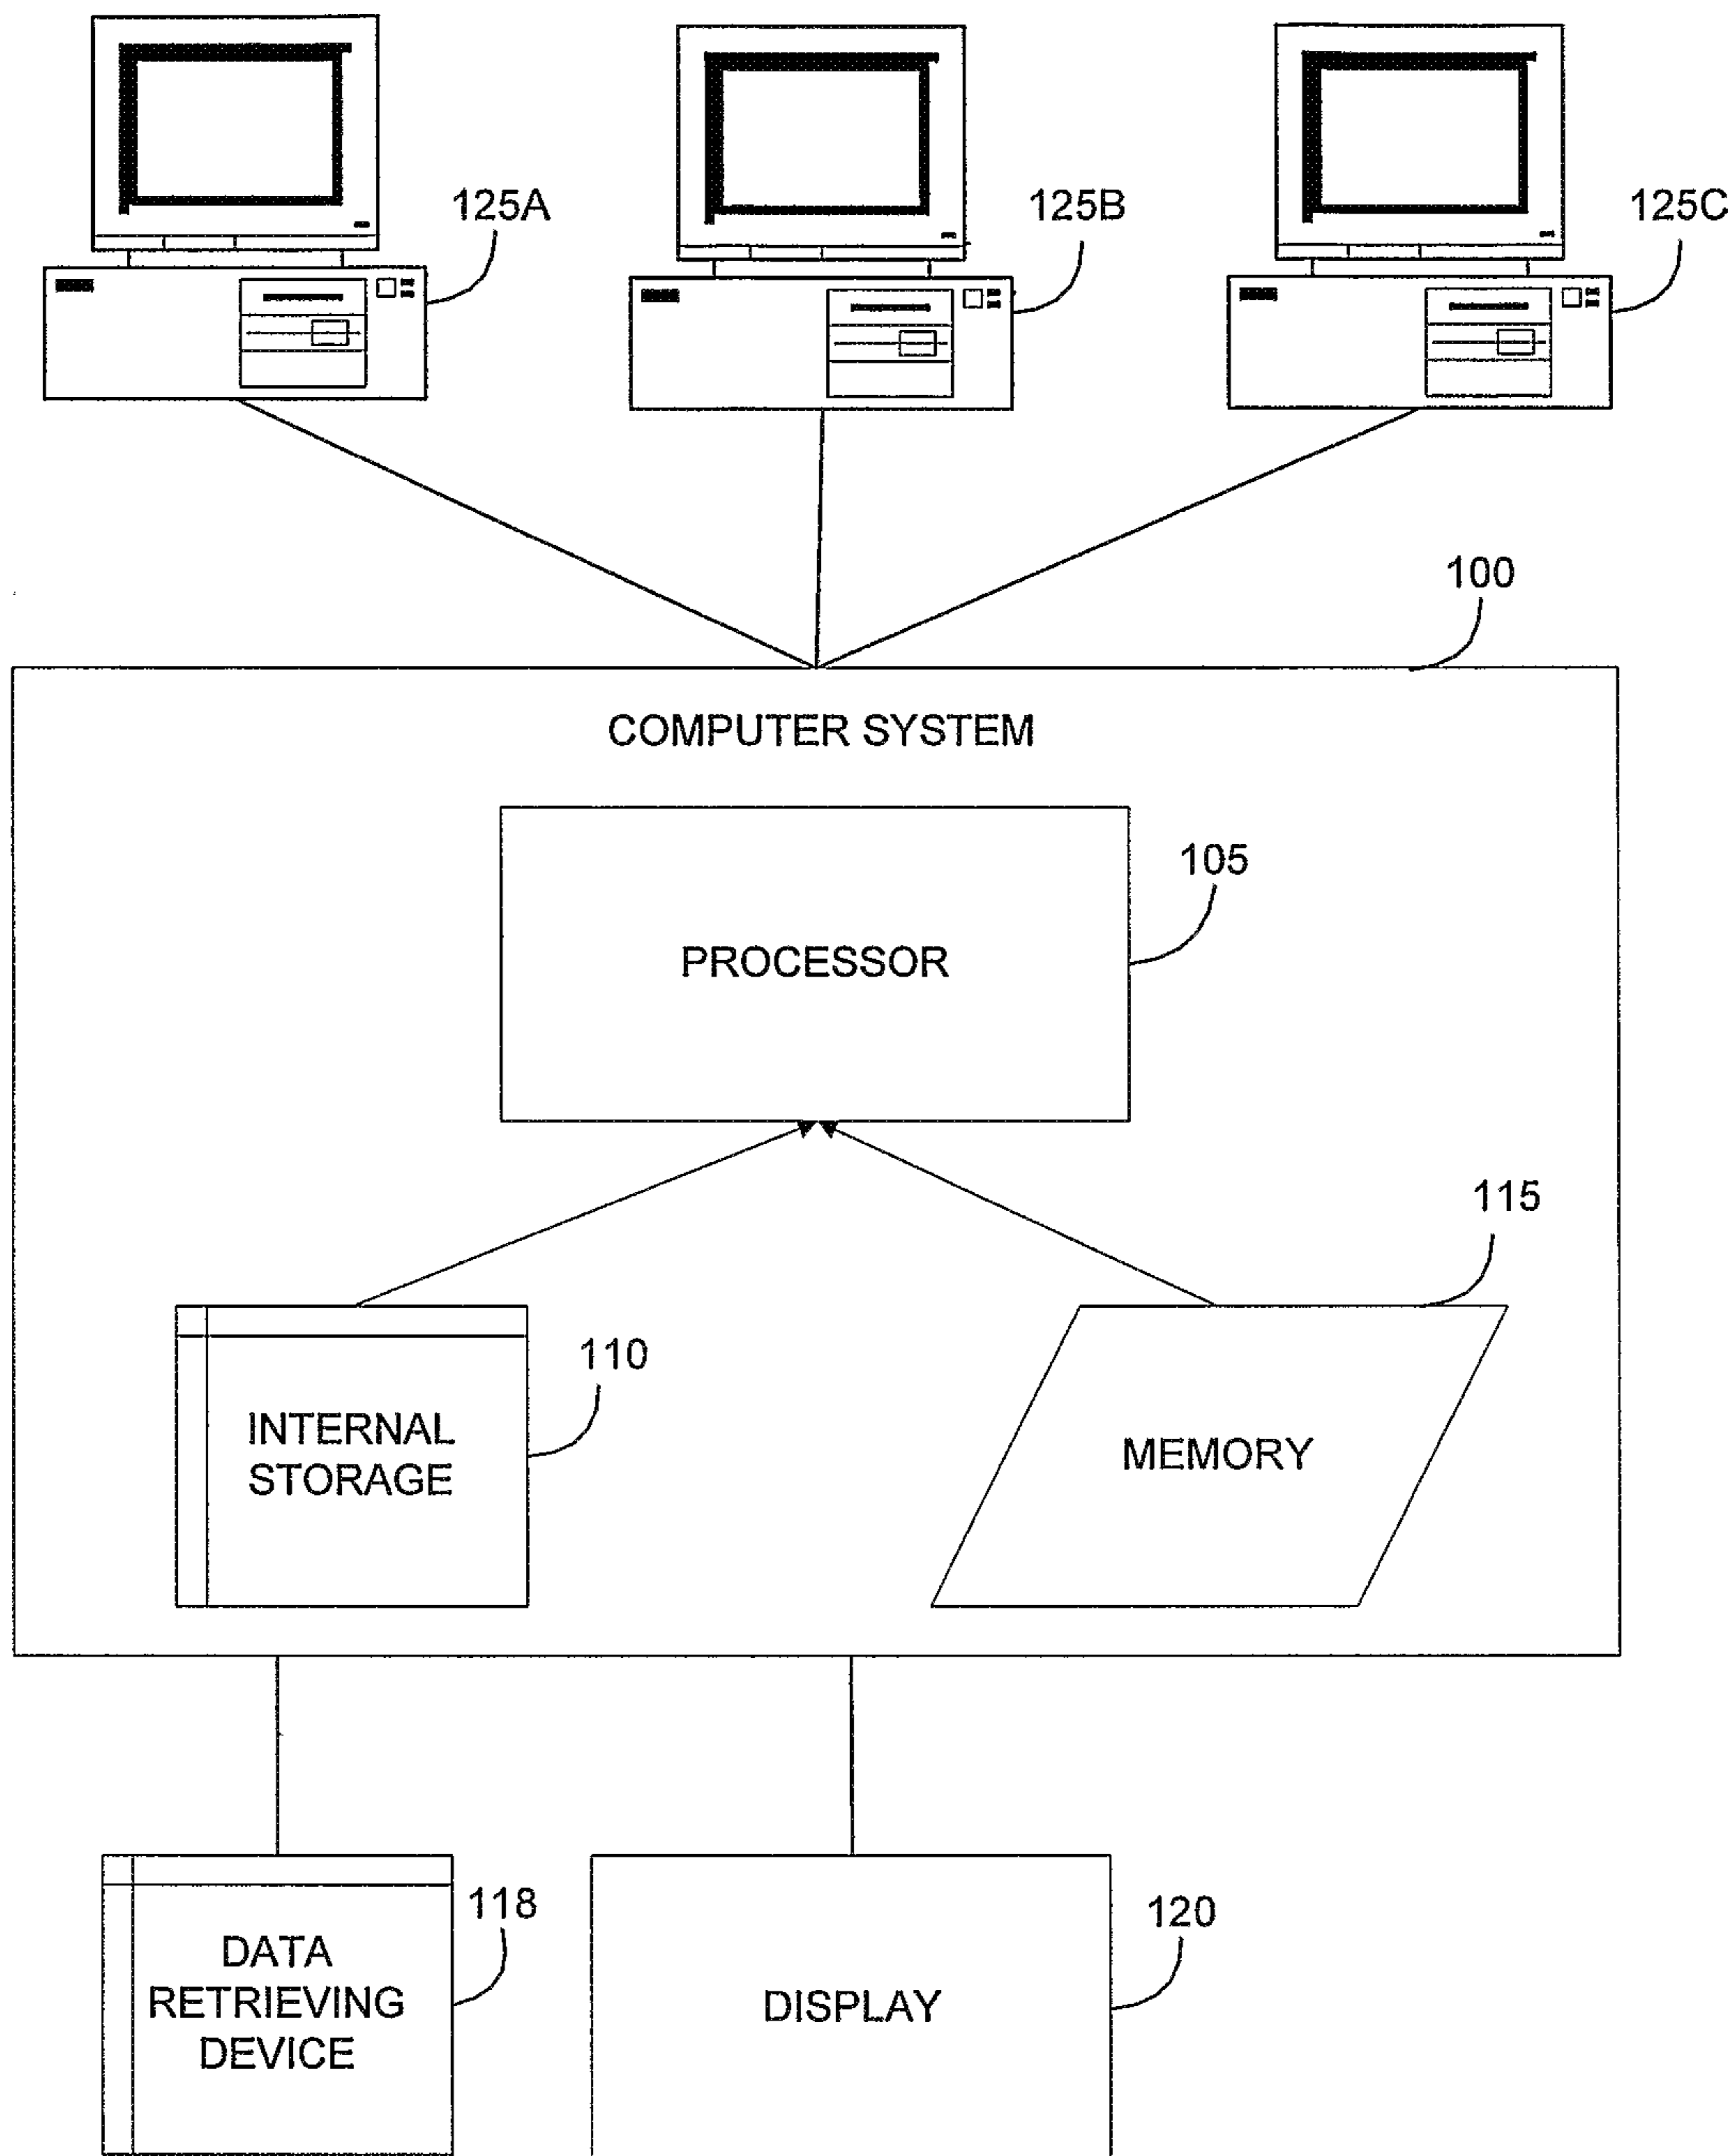 125A
125B
125C
100
COMPUTER SYSTEM
105
PROCESSOR
115
110
INTERNAL
STORAGE
MEMORY
118
120
DATA
RETRIEVING
DEVICE
DISPLAY